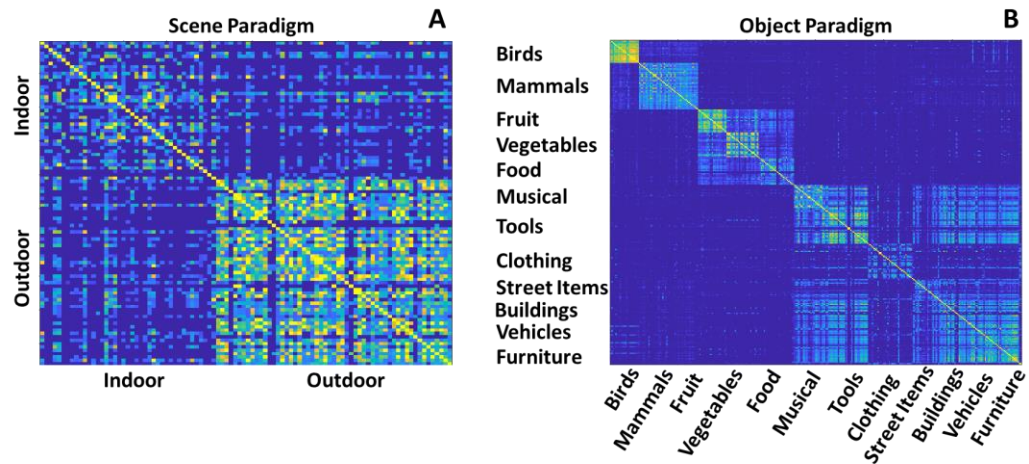 Scene Paradigm
A
Indoor
Outdoor
Indoor
Outdoor
Object Paradigm
B
Birds
Mammals
Fruit
Vegetables
Food
Musical
Tools
Clothing
Street Items
Buildings
Vehicles
Furniture
Birds
Mammals
Fruit
Vegetables
Food
Musical
Tools
Clothing
Street Items
Buildings
Vehicles
Furniture